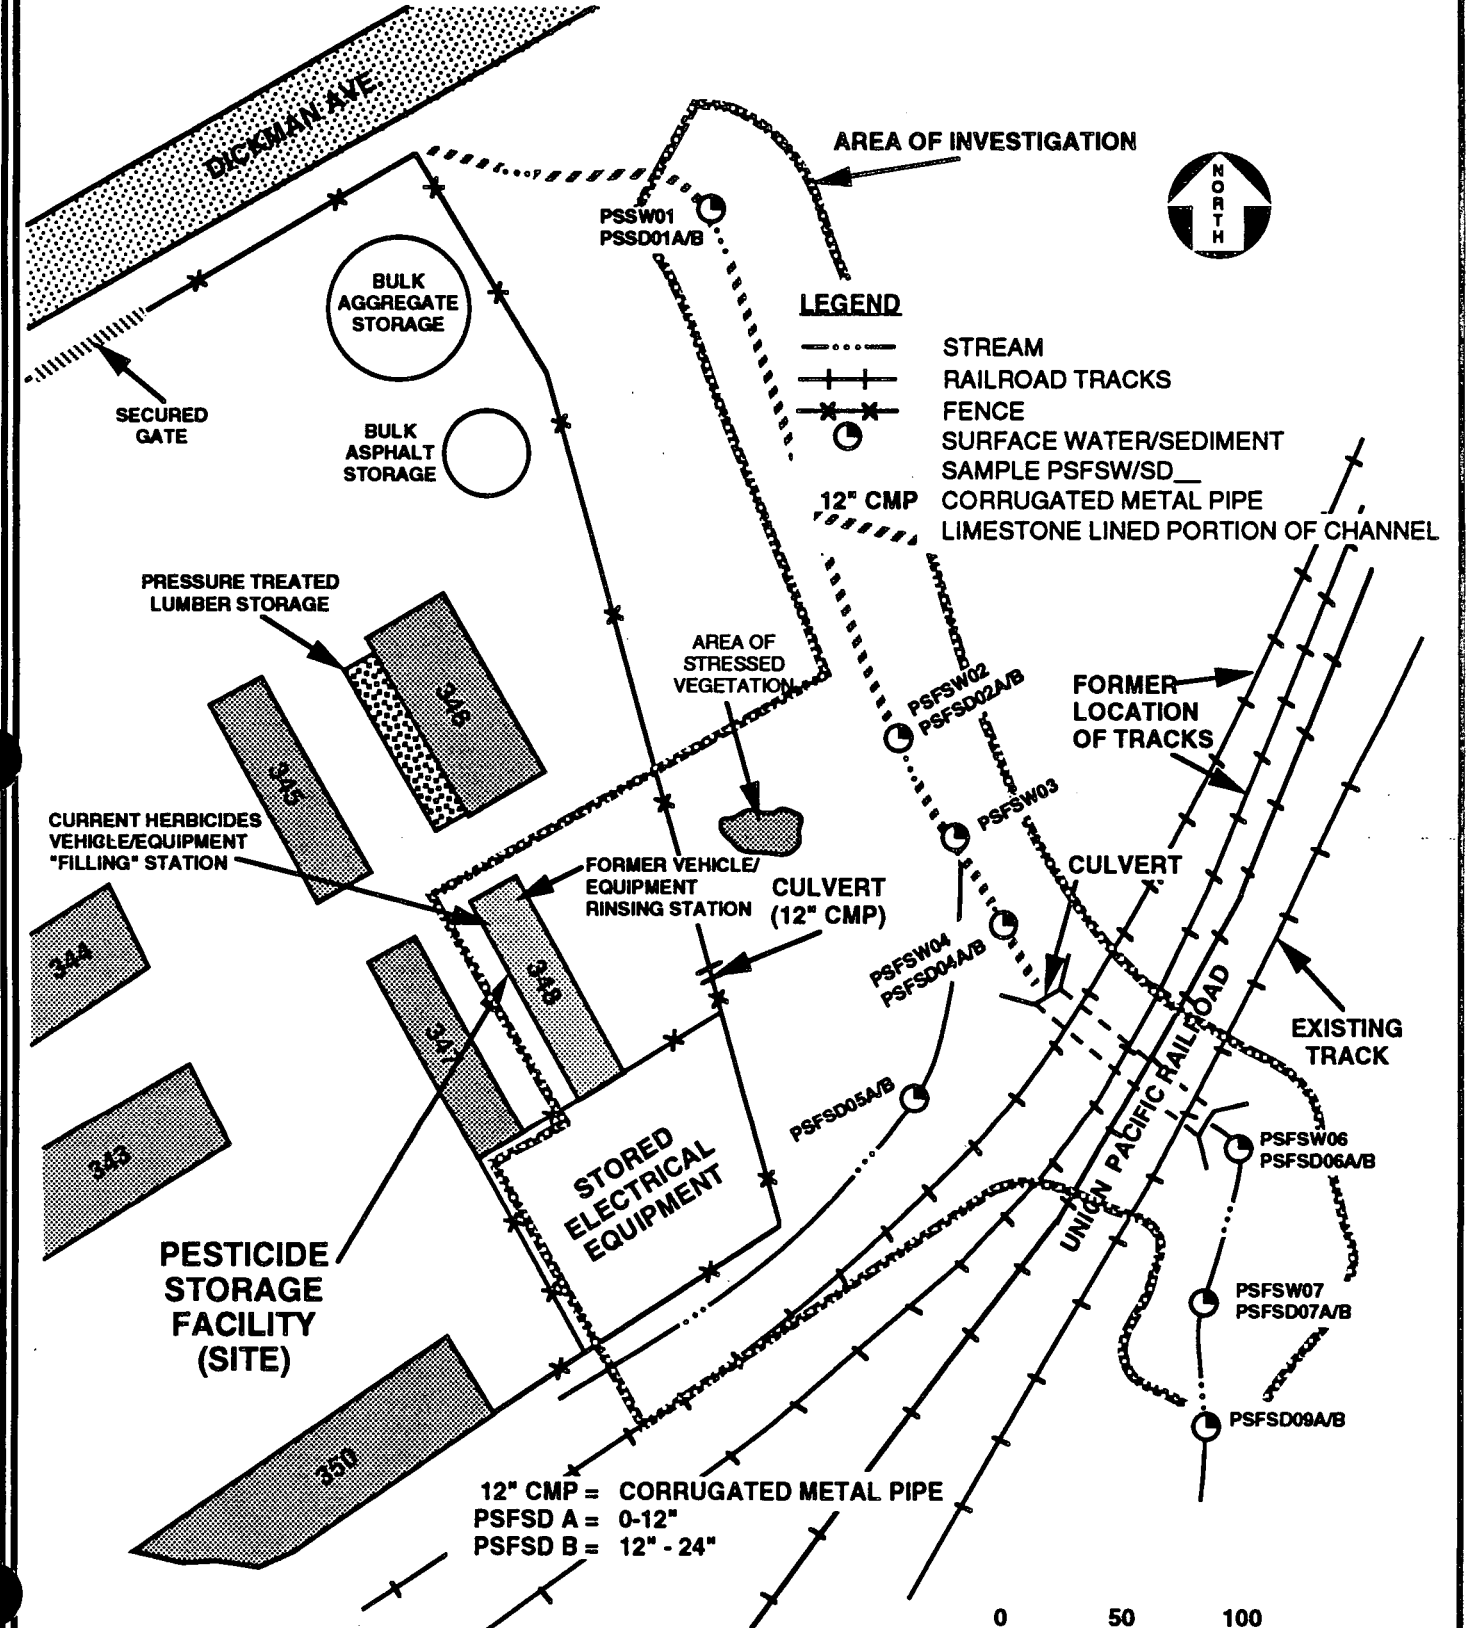 DICKMAN AVE.
AREA OF INVESTIGATION
NORTH
PSSW01
PSSD01A/B
BULK
AGGREGATE
STORAGE
SECURED
GATE
BULK
ASPHALT
STORAGE
LEGEND
STREAM
RAILROAD TRACKS
FENCE
SURFACE WATER/SEDIMENT
SAMPLE PSFSW/SD__
12" CMP CORRUGATED METAL PIPE
LIMESTONE LINED PORTION OF CHANNEL
PRESSURE TREATED
LUMBER STORAGE
346
345
AREA OF
STRESSED
VEGETATION
PSFSW02
PSFSD02A/B
FORMER
LOCATION
OF TRACKS
PSFSW03
CURRENT HERBICIDES
VEHICLE/EQUIPMENT
"FILLING" STATION
FORMER VEHICLE/
EQUIPMENT
RINSING STATION
CULVERT
(12" CMP)
CULVERT
344
348
347
PSFSW04
PSFSD04A/B
EXISTING
TRACK
UNION PACIFIC RAILROAD
343
PSFSD05A/B
PSFSW06
PSFSD06A/B
STORED
ELECTRICAL
EQUIPMENT
PESTICIDE
STORAGE
FACILITY
(SITE)
PSFSW07
PSFSD07A/B
PSFSD09A/B
350
12" CMP = CORRUGATED METAL PIPE
PSFSD A = 0-12"
PSFSD B = 12" - 24"
0 50 100